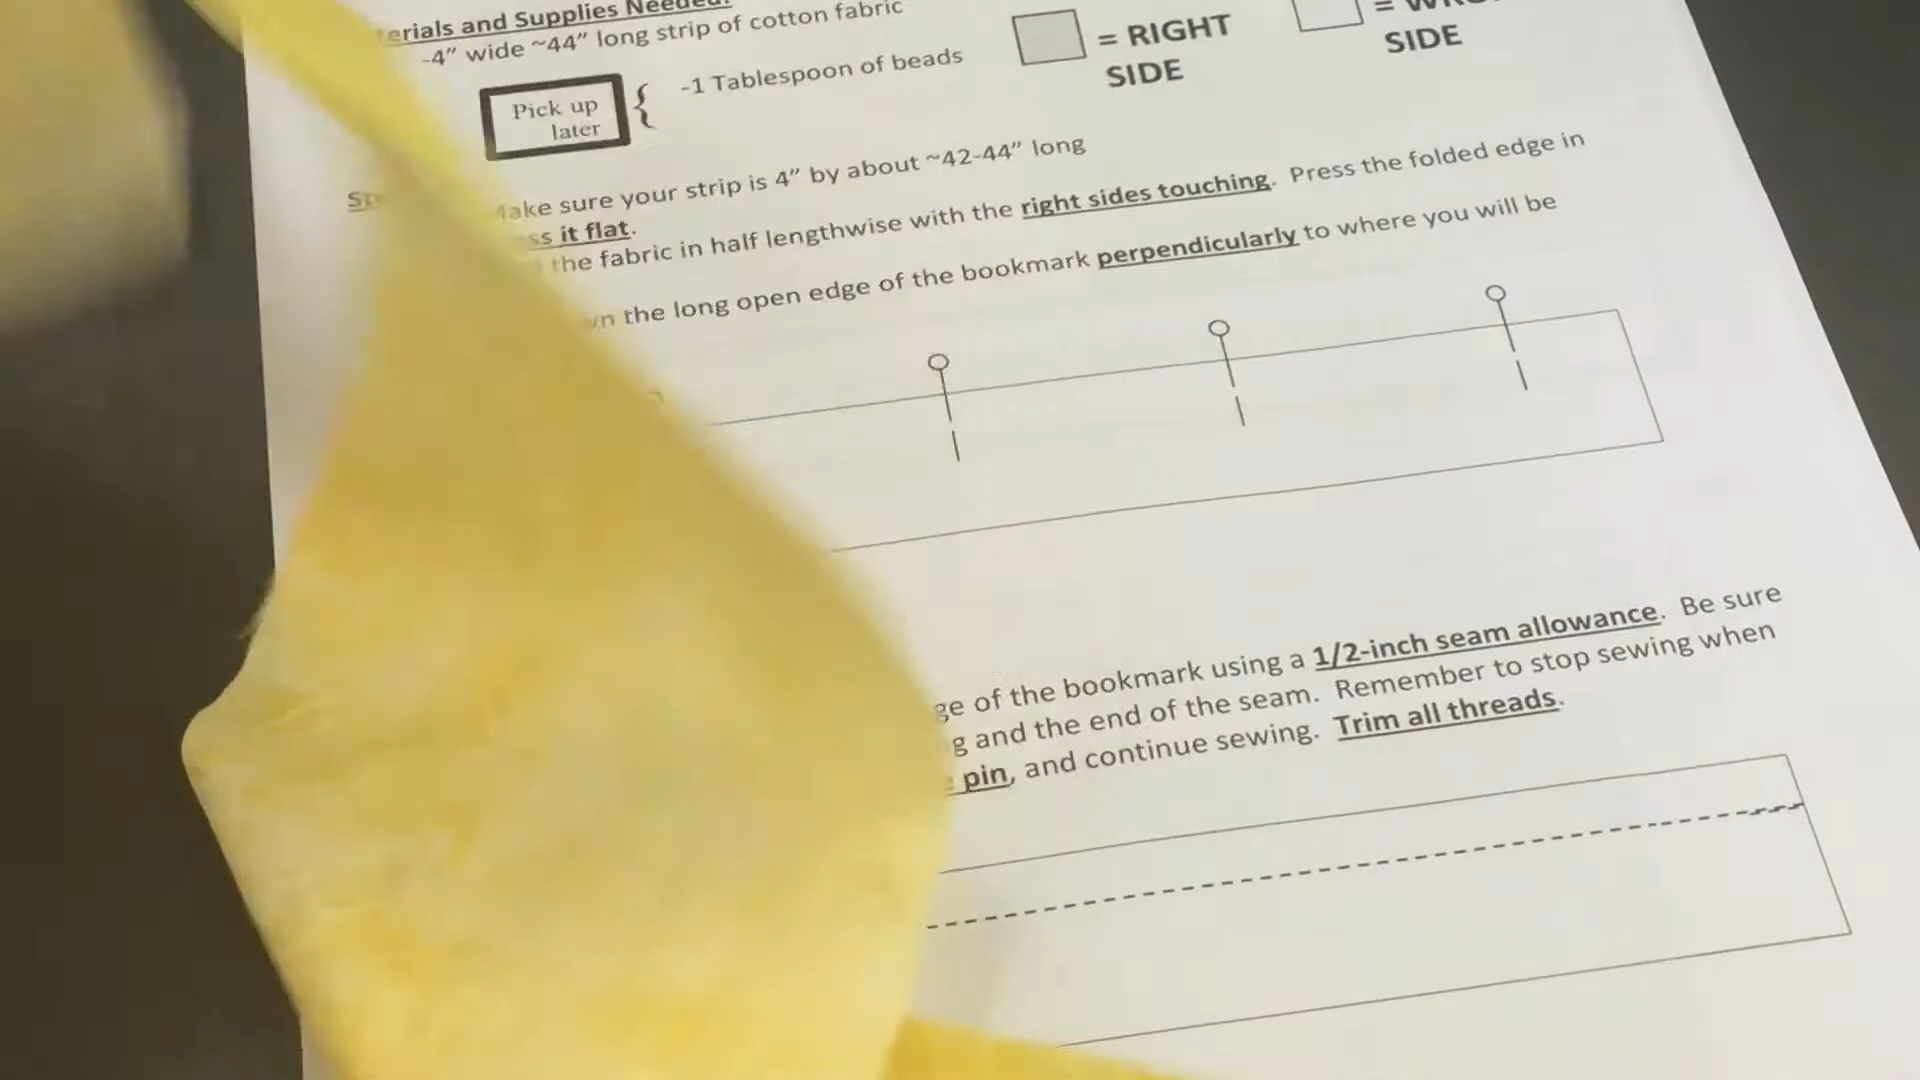 Materials and Supplies Needed:
-4” wide ~44” long strip of cotton fabric
Pick up
later
{
-1 Tablespoon of beads
= RIGHT
SIDE
=
SIDE
Make sure your strip is 4” by about ~42-44” long
it flat.
the fabric in half lengthwise with the right sides touching. Press the folded edge in
the long open edge of the bookmark perpendicularly to where you will be
of the bookmark using a 1/2-inch seam allowance. Be sure
and the end of the seam. Remember to stop sewing when
pin, and continue sewing. Trim all threads.